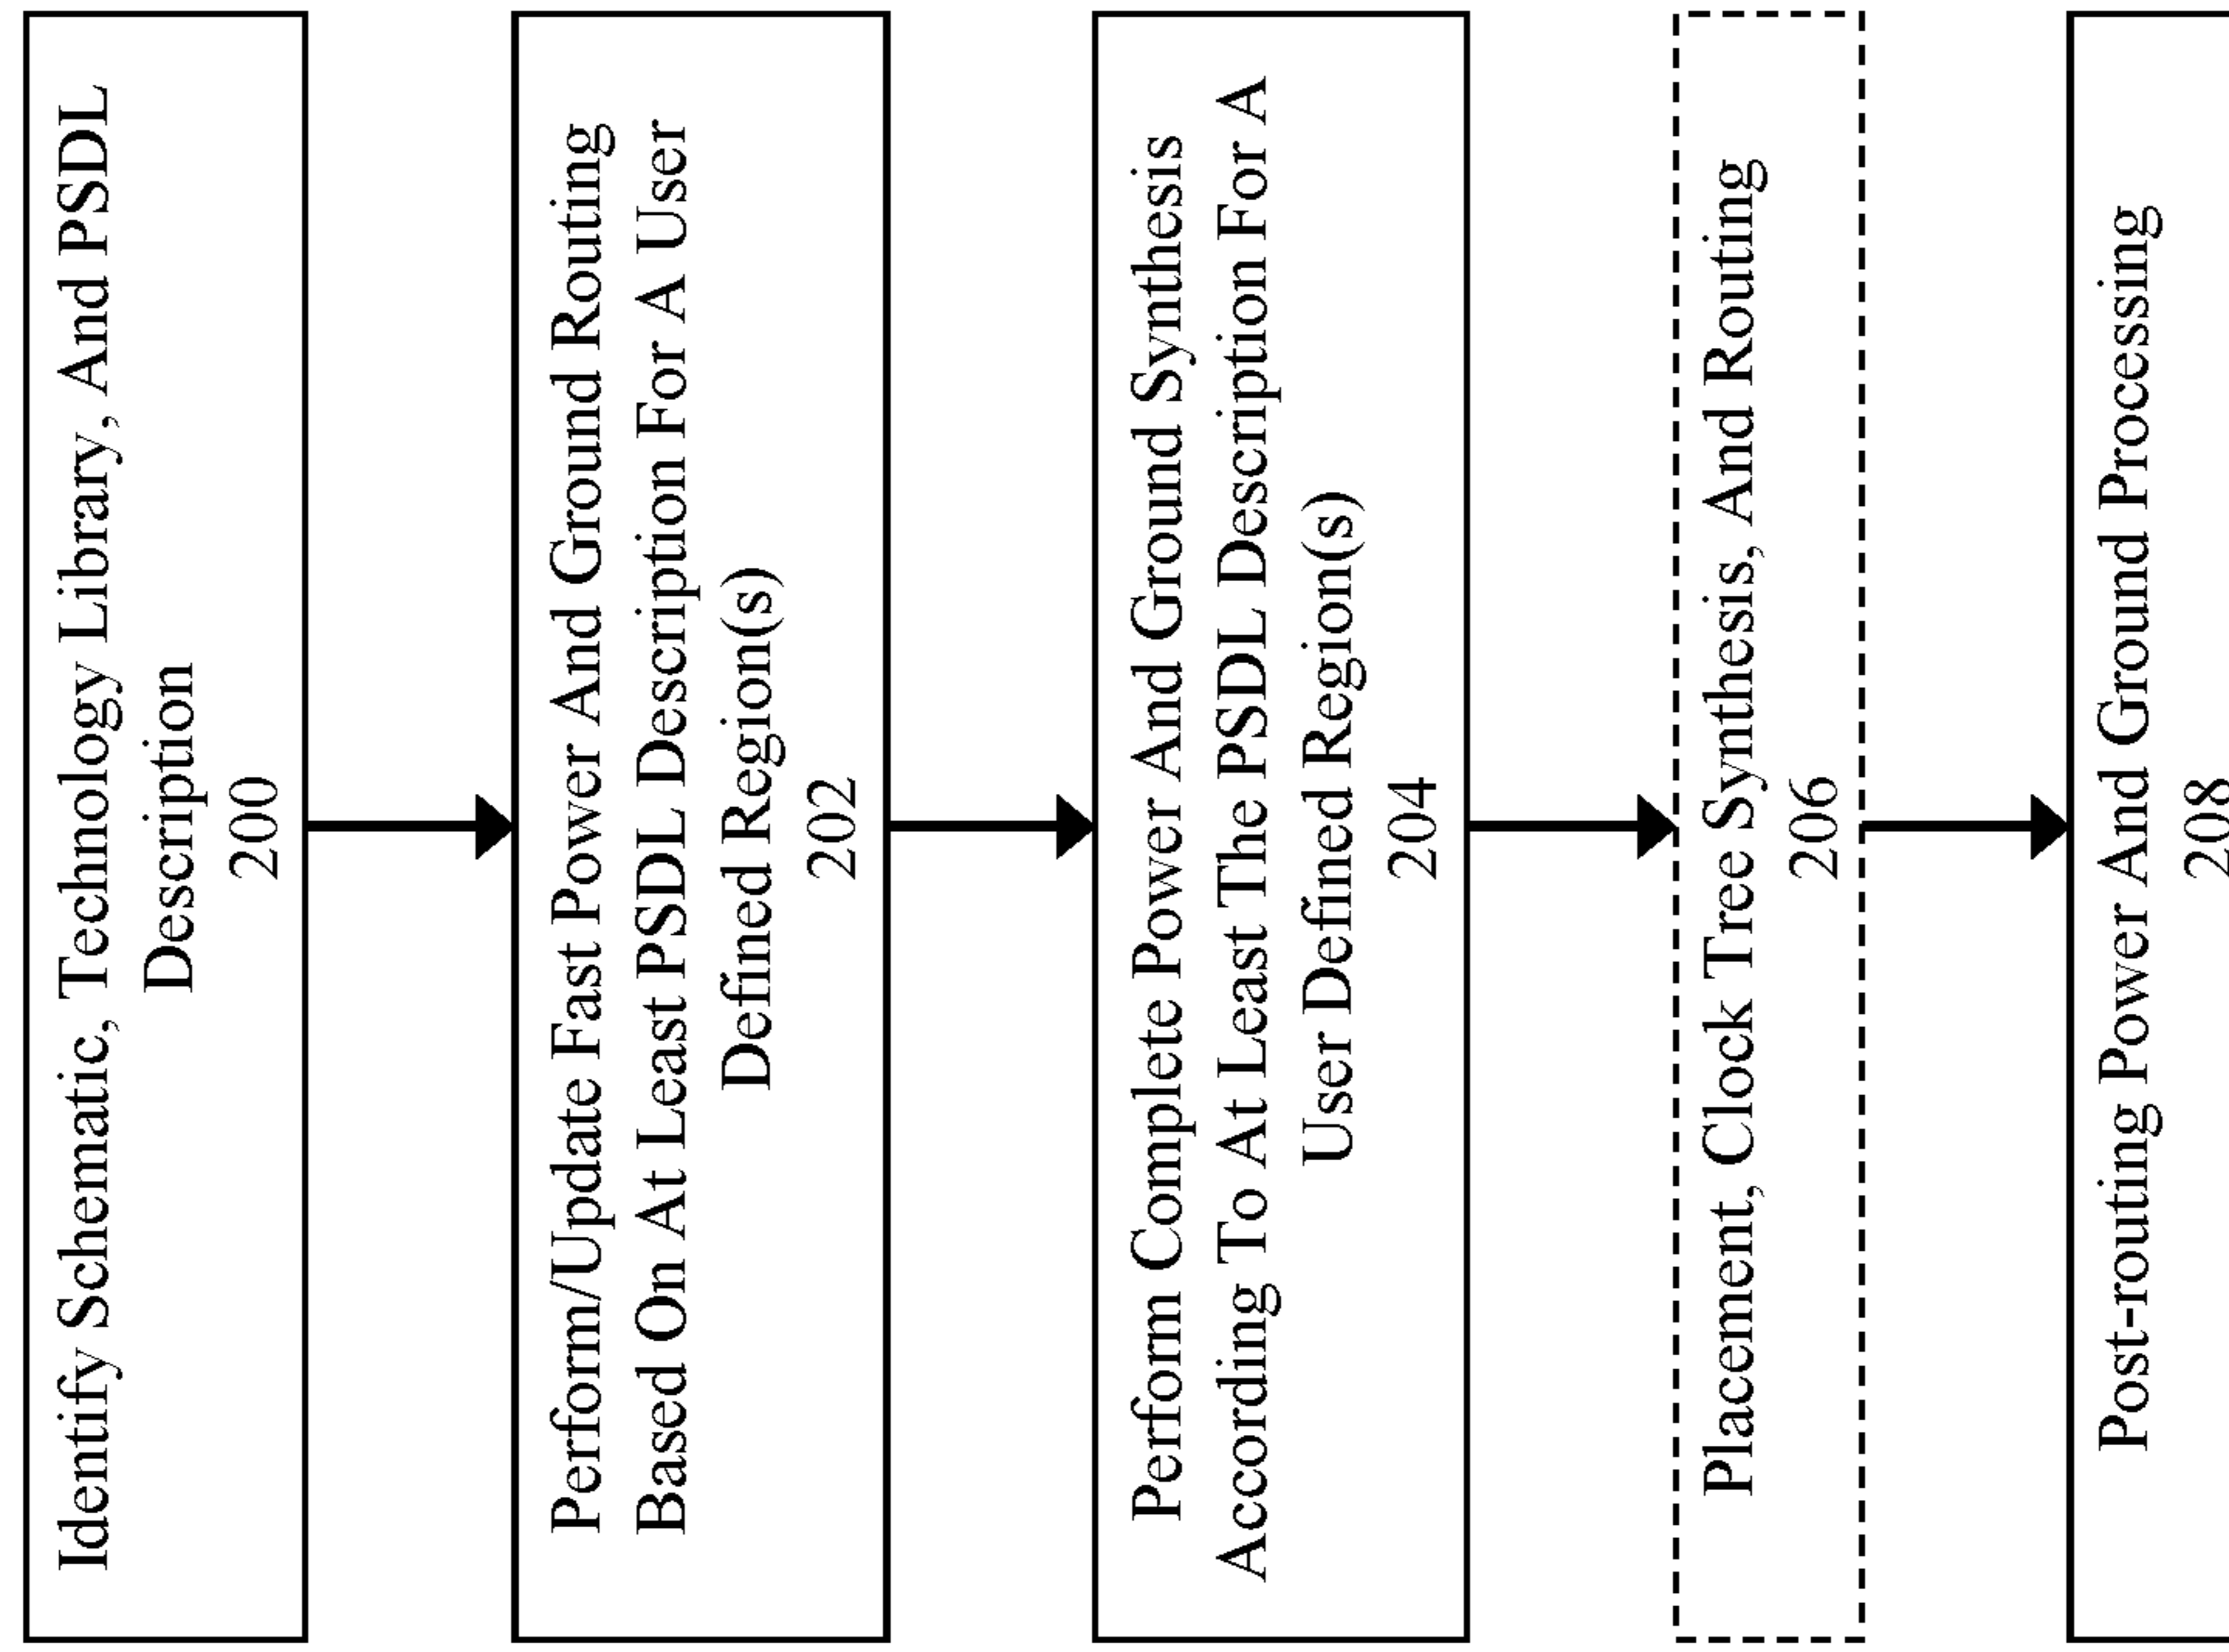 Identify Schematic, Technology Library, And PSDL
Description
200
Perform/Update Fast Power And Ground Routing
Based On At Least PSDL Description For A User
Defined Region(s)
202
Perform Complete Power And Ground Synthesis
According To At Least The PSDL Description For A
User Defined Region(s)
204
Placement, Clock Tree Synthesis, And Routing
206
Post-routing Power And Ground Processing
208